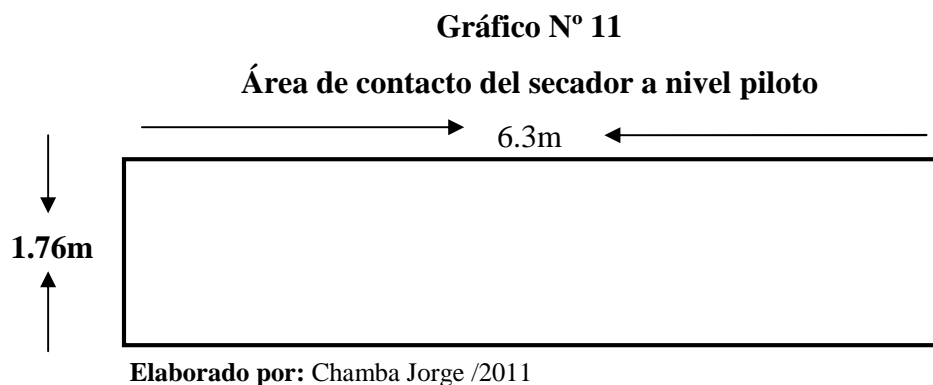 Gráfico Nº 11
Área de contacto del secador a nivel piloto
6.3m
1.76m
Elaborado por: Chamba Jorge /2011